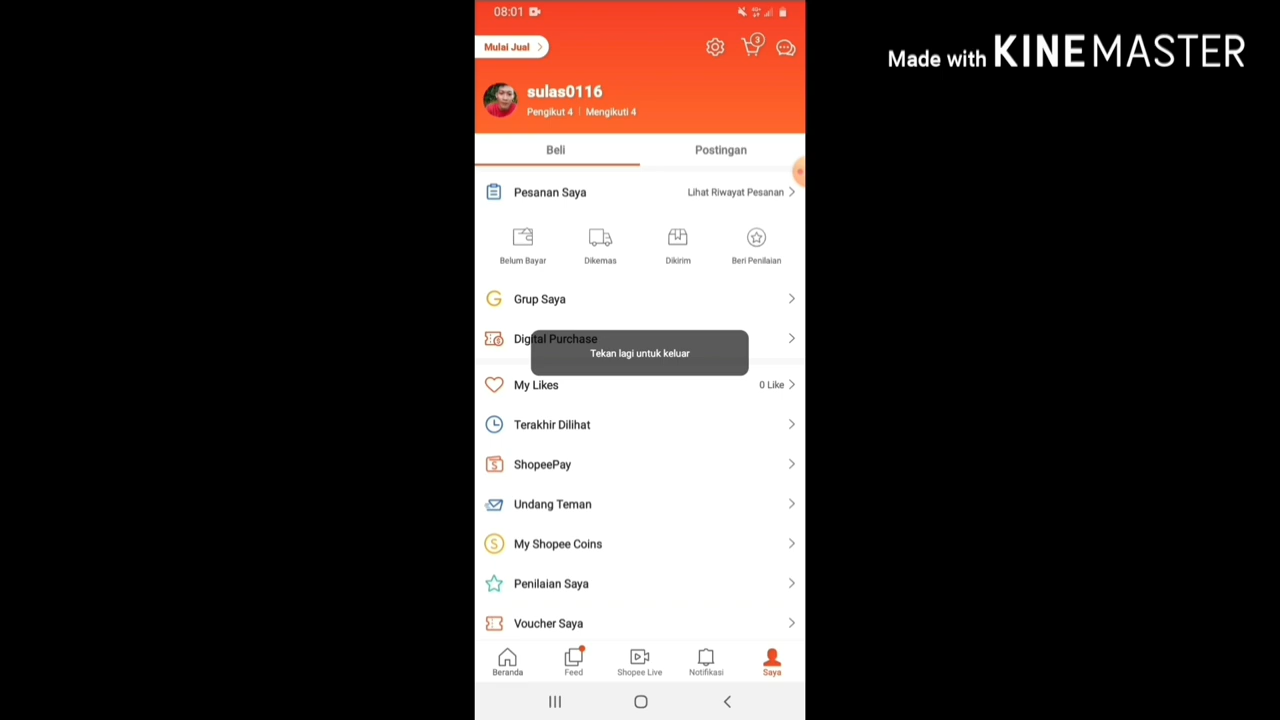 08:01
Made with KINEMASTER
Mulai Jual
3
sulas0116
Pengikut 4 | Mengikuti 4
Beli Postingan
Pesanan Saya Lihat Riwayat Pesanan
Belum Bayar Dikemas Dikirim Beri Penilaian
Grup Saya
Digital Purchase
Tekan lagi untuk keluar
My Likes 0 Like
Terakhir Dilihat
ShopeePay
Undang Teman
My Shopee Coins
Penilaian Saya
Voucher Saya
Beranda Feed Shopee Live Notifikasi Saya